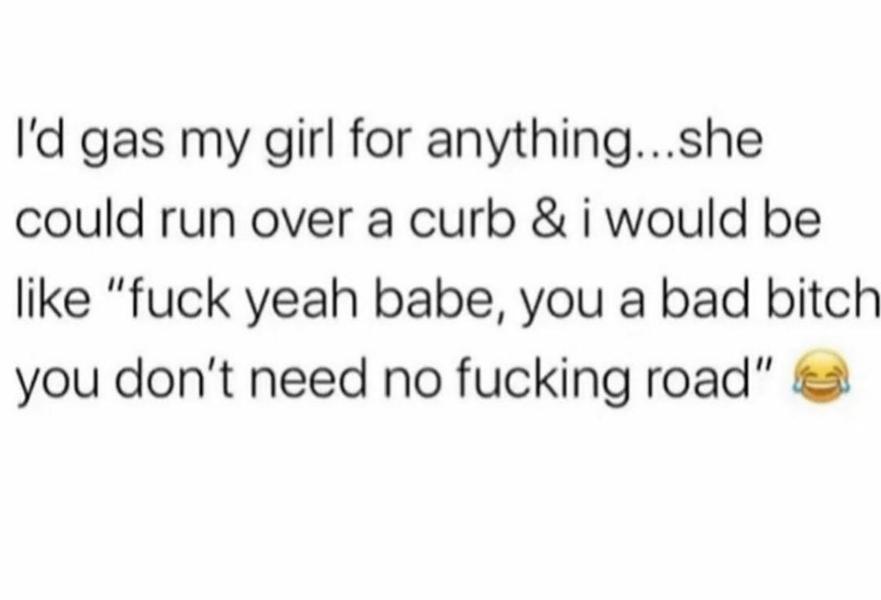 I'd gas my girl for anything...she
could run over a curb & i would be
like "fuck yeah babe, you a bad bitch
you don't need no fucking road" 😂